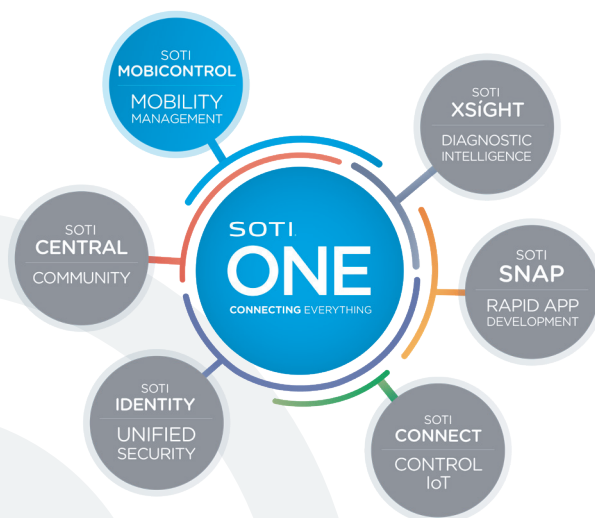 SOTI
MOBICONTROL
MOBILITY
MANAGEMENT
SOTI
XSíGHT
DIAGNOSTIC
INTELLIGENCE
SOTI
CENTRAL
COMMUNITY
SOTI
ONE
CONNECTING EVERYTHING
SOTI
SNAP
RAPID APP
DEVELOPMENT
SOTI
IDENTITY
UNIFIED
SECURITY
SOTI
CONNECT
CONTROL
IoT